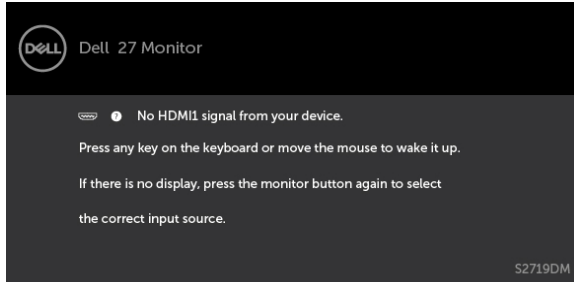 DELL Dell 27 Monitor
? No HDMI1 signal from your device.
Press any key on the keyboard or move the mouse to wake it up.
If there is no display, press the monitor button again to select
the correct input source.
S2719DM